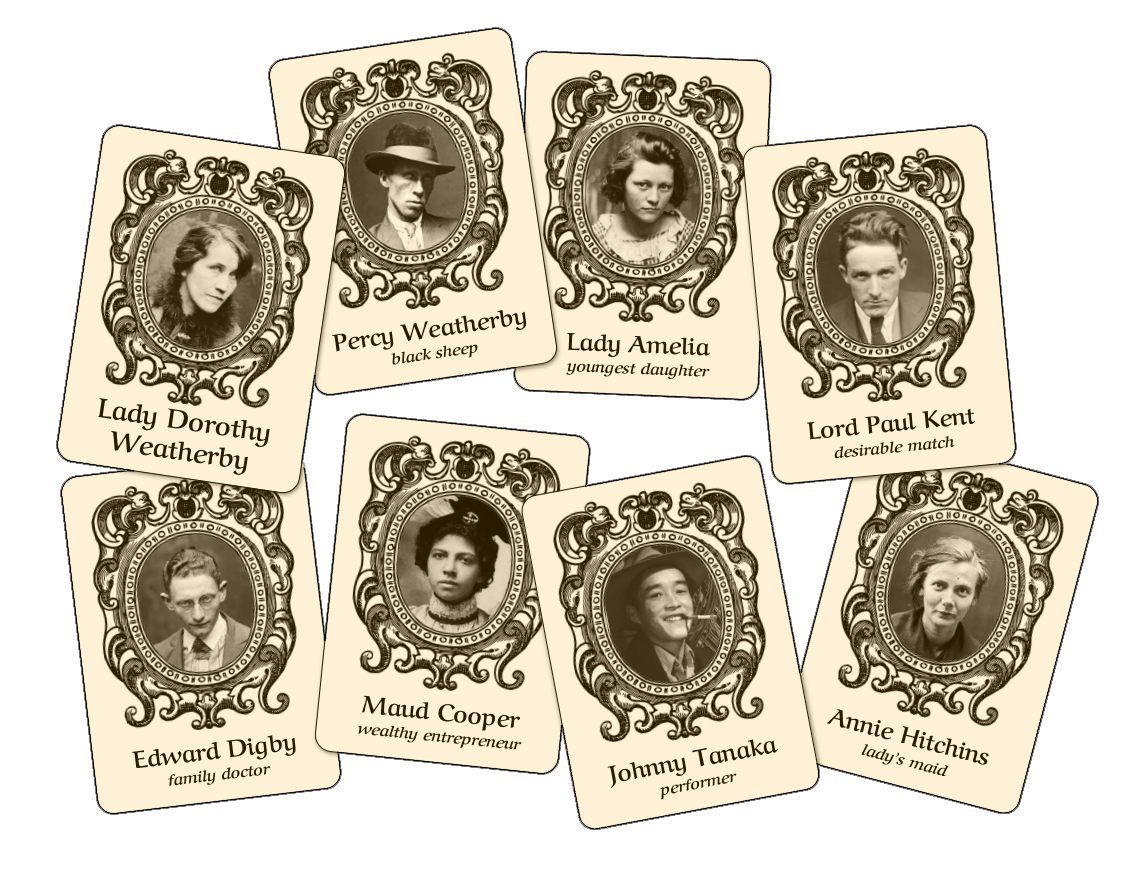 Percy Weatherby
black sheep
Lady Amelia
youngest daughter
Lady Dorothy
Weatherby
Lord Paul Kent
desirable match
Edward Digby
family doctor
Maud Cooper
wealthy entrepreneur
Johnny Tanaka
performer
Annie Hitchins
lady's maid